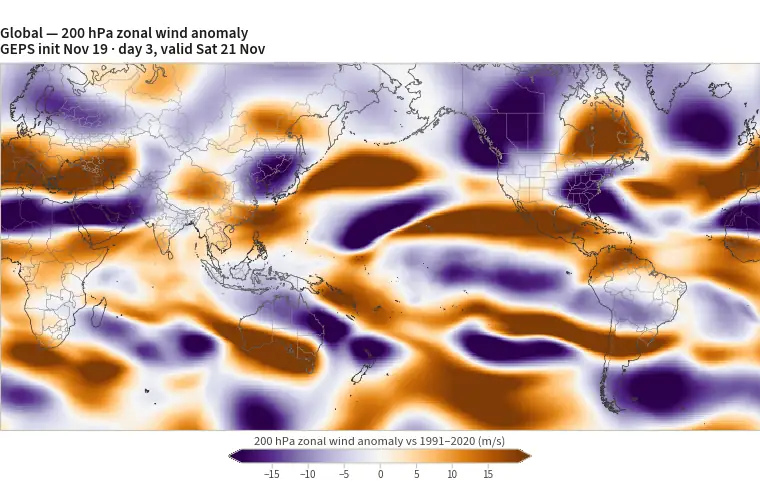 Global — 200 hPa zonal wind anomaly
GEPS init Nov 19 · day 3, valid Sat 21 Nov
200 hPa zonal wind anomaly vs 1991–2020 (m/s)
−15 −10 −5 0 5 10 15